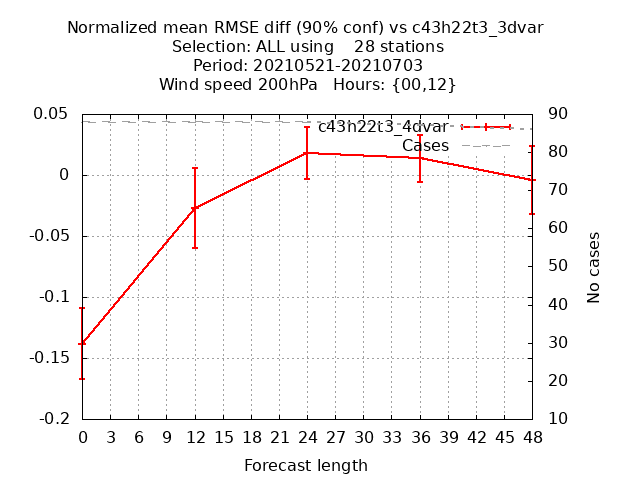 Normalized mean RMSE diff (90% conf) vs c43h22t3_3dvar
Selection: ALL using    28 stations
Period: 20210521-20210703
Wind speed 200hPa   Hours: {00,12}
c43h22t3_4dvar
Cases
0.05
0
-0.05
-0.1
-0.15
-0.2
90
80
70
60
50
40
30
20
10
No cases
0 3 6 9 12 15 18 21 24 27 30 33 36 39 42 45 48
Forecast length